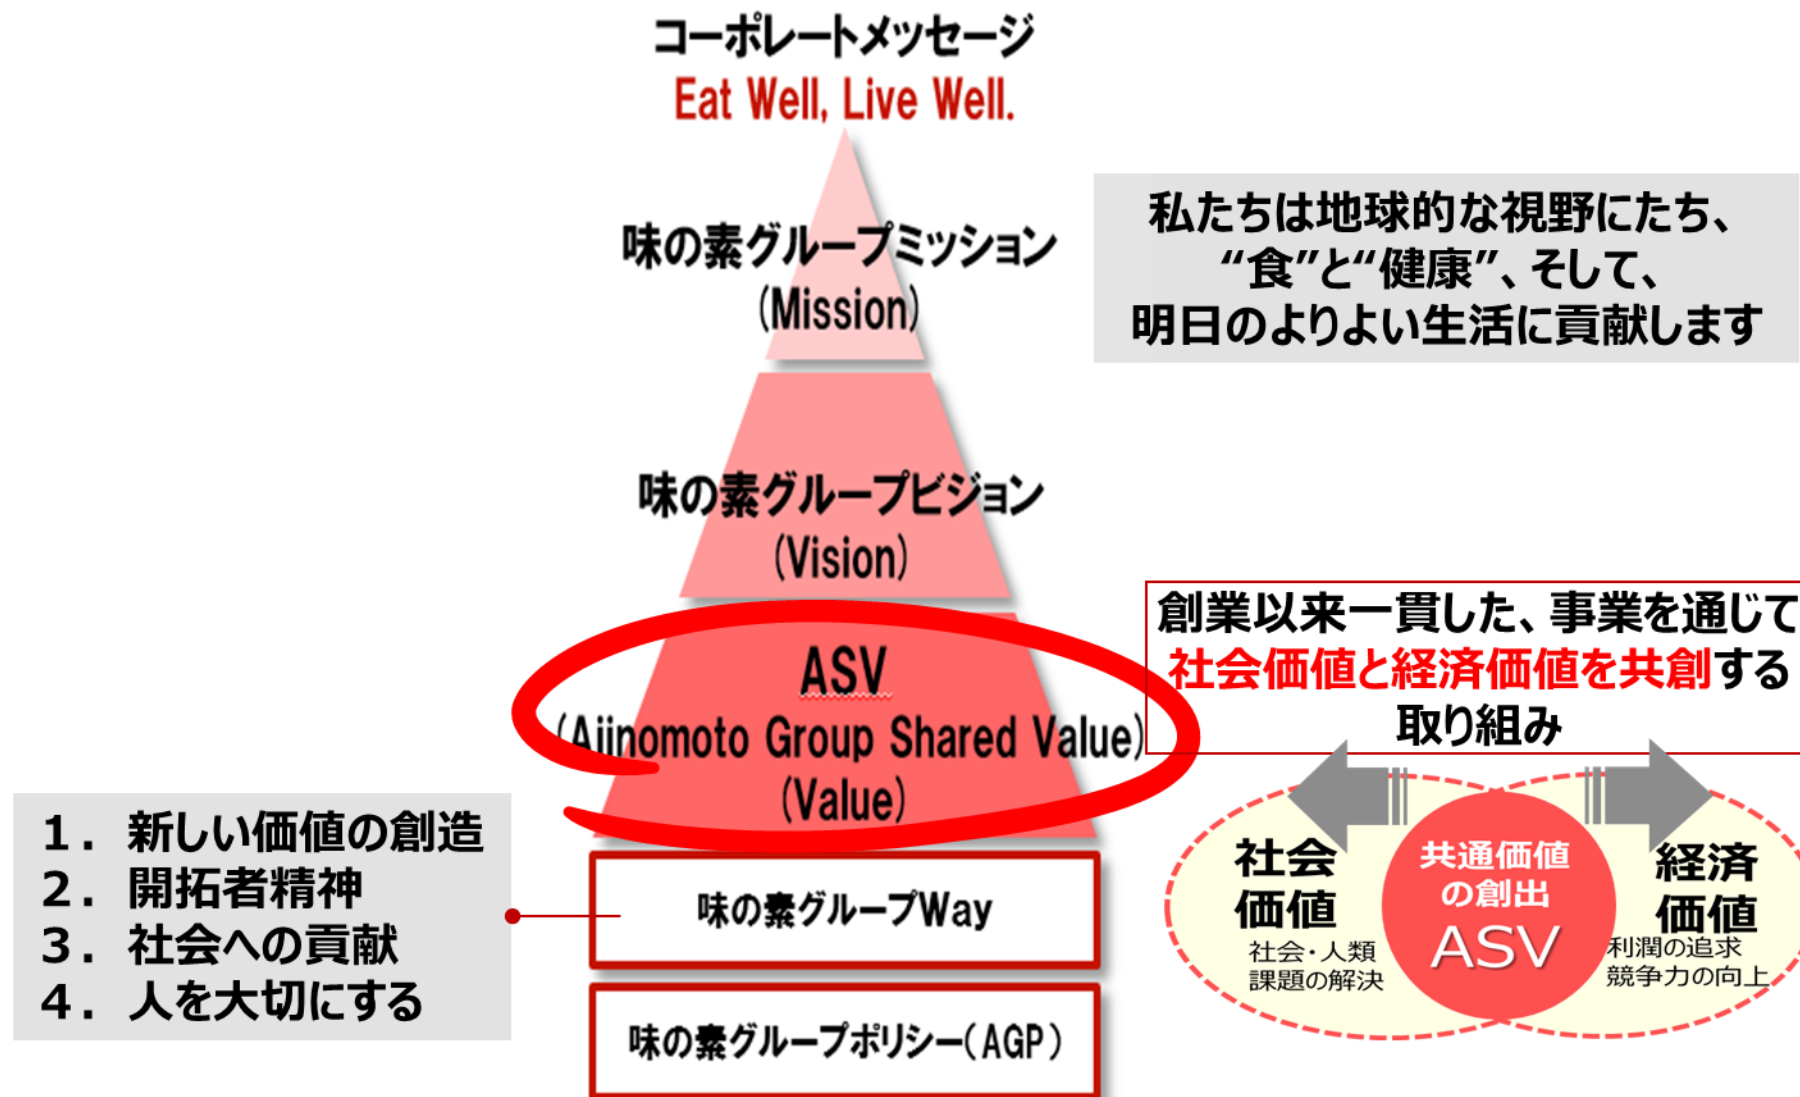 コーポレートメッセージ
Eat Well, Live Well.
味の素グループミッション
(Mission)
私たちは地球的な視野にたち、
“食”と“健康”、そして、
明日のよりよい生活に貢献します
味の素グループビジョン
(Vision)
ASV
(Ajinomoto Group Shared Value)
(Value)
創業以来一貫した、事業を通じて
社会価値と経済価値を共創する
取り組み
社会
価値
社会・人類
課題の解決
共通価値
の創出
ASV
経済
価値
利潤の追求
競争力の向上
1. 新しい価値の創造
2. 開拓者精神
3. 社会への貢献
4. 人を大切にする
味の素グループWay
味の素グループポリシー(AGP)